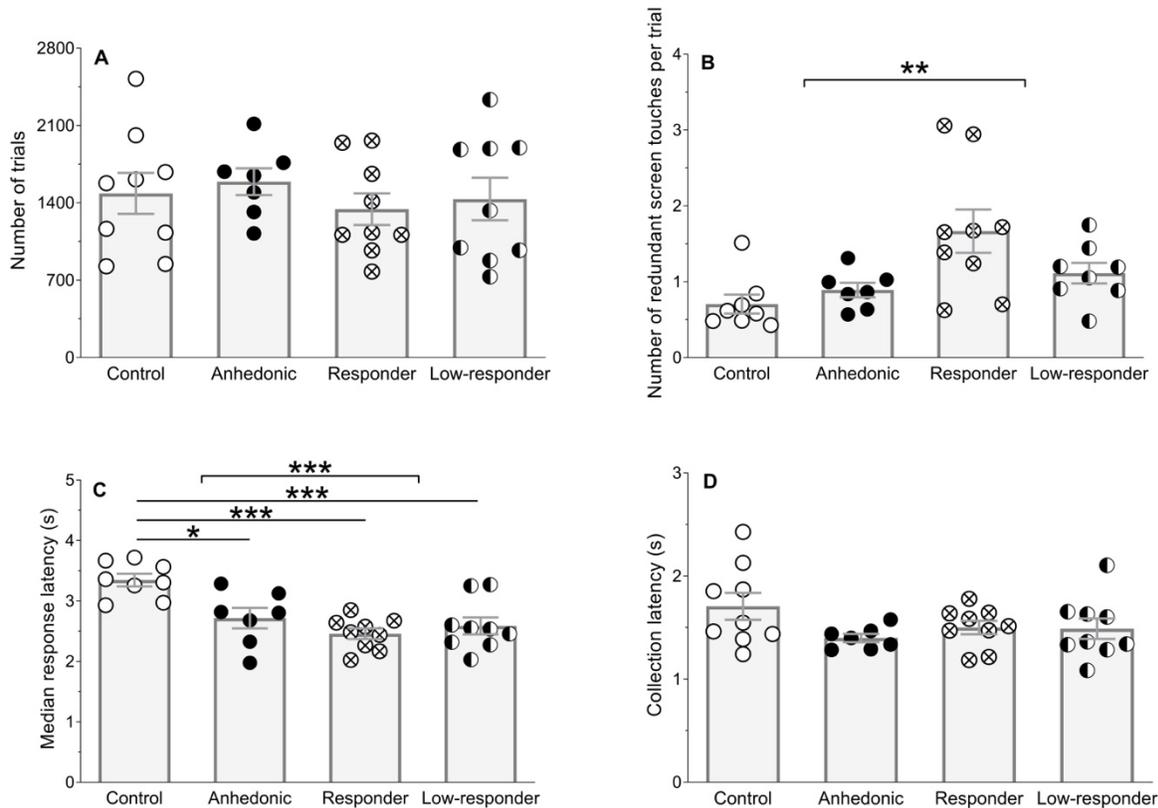 A
Number of trials
2800
2100
1400
700
0
Control Anhedonic Responder Low-responder
B
**
Number of redundant screen touches per trial
4
3
2
1
0
Control Anhedonic Responder Low-responder
C
***
***
***
*
Median response latency (s)
5
4
3
2
1
0
Control Anhedonic Responder Low-responder
D
Collection latency (s)
3
2
1
0
Control Anhedonic Responder Low-responder